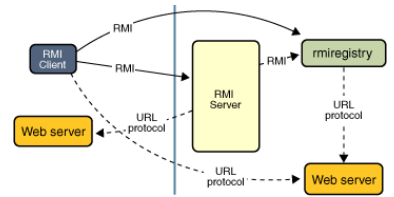 RMI
rmiregistry
RMI
Client
RMI
RMI
RMI
Server
URL
protocol
URL
protocol
Web server
URL
protocol
Web server